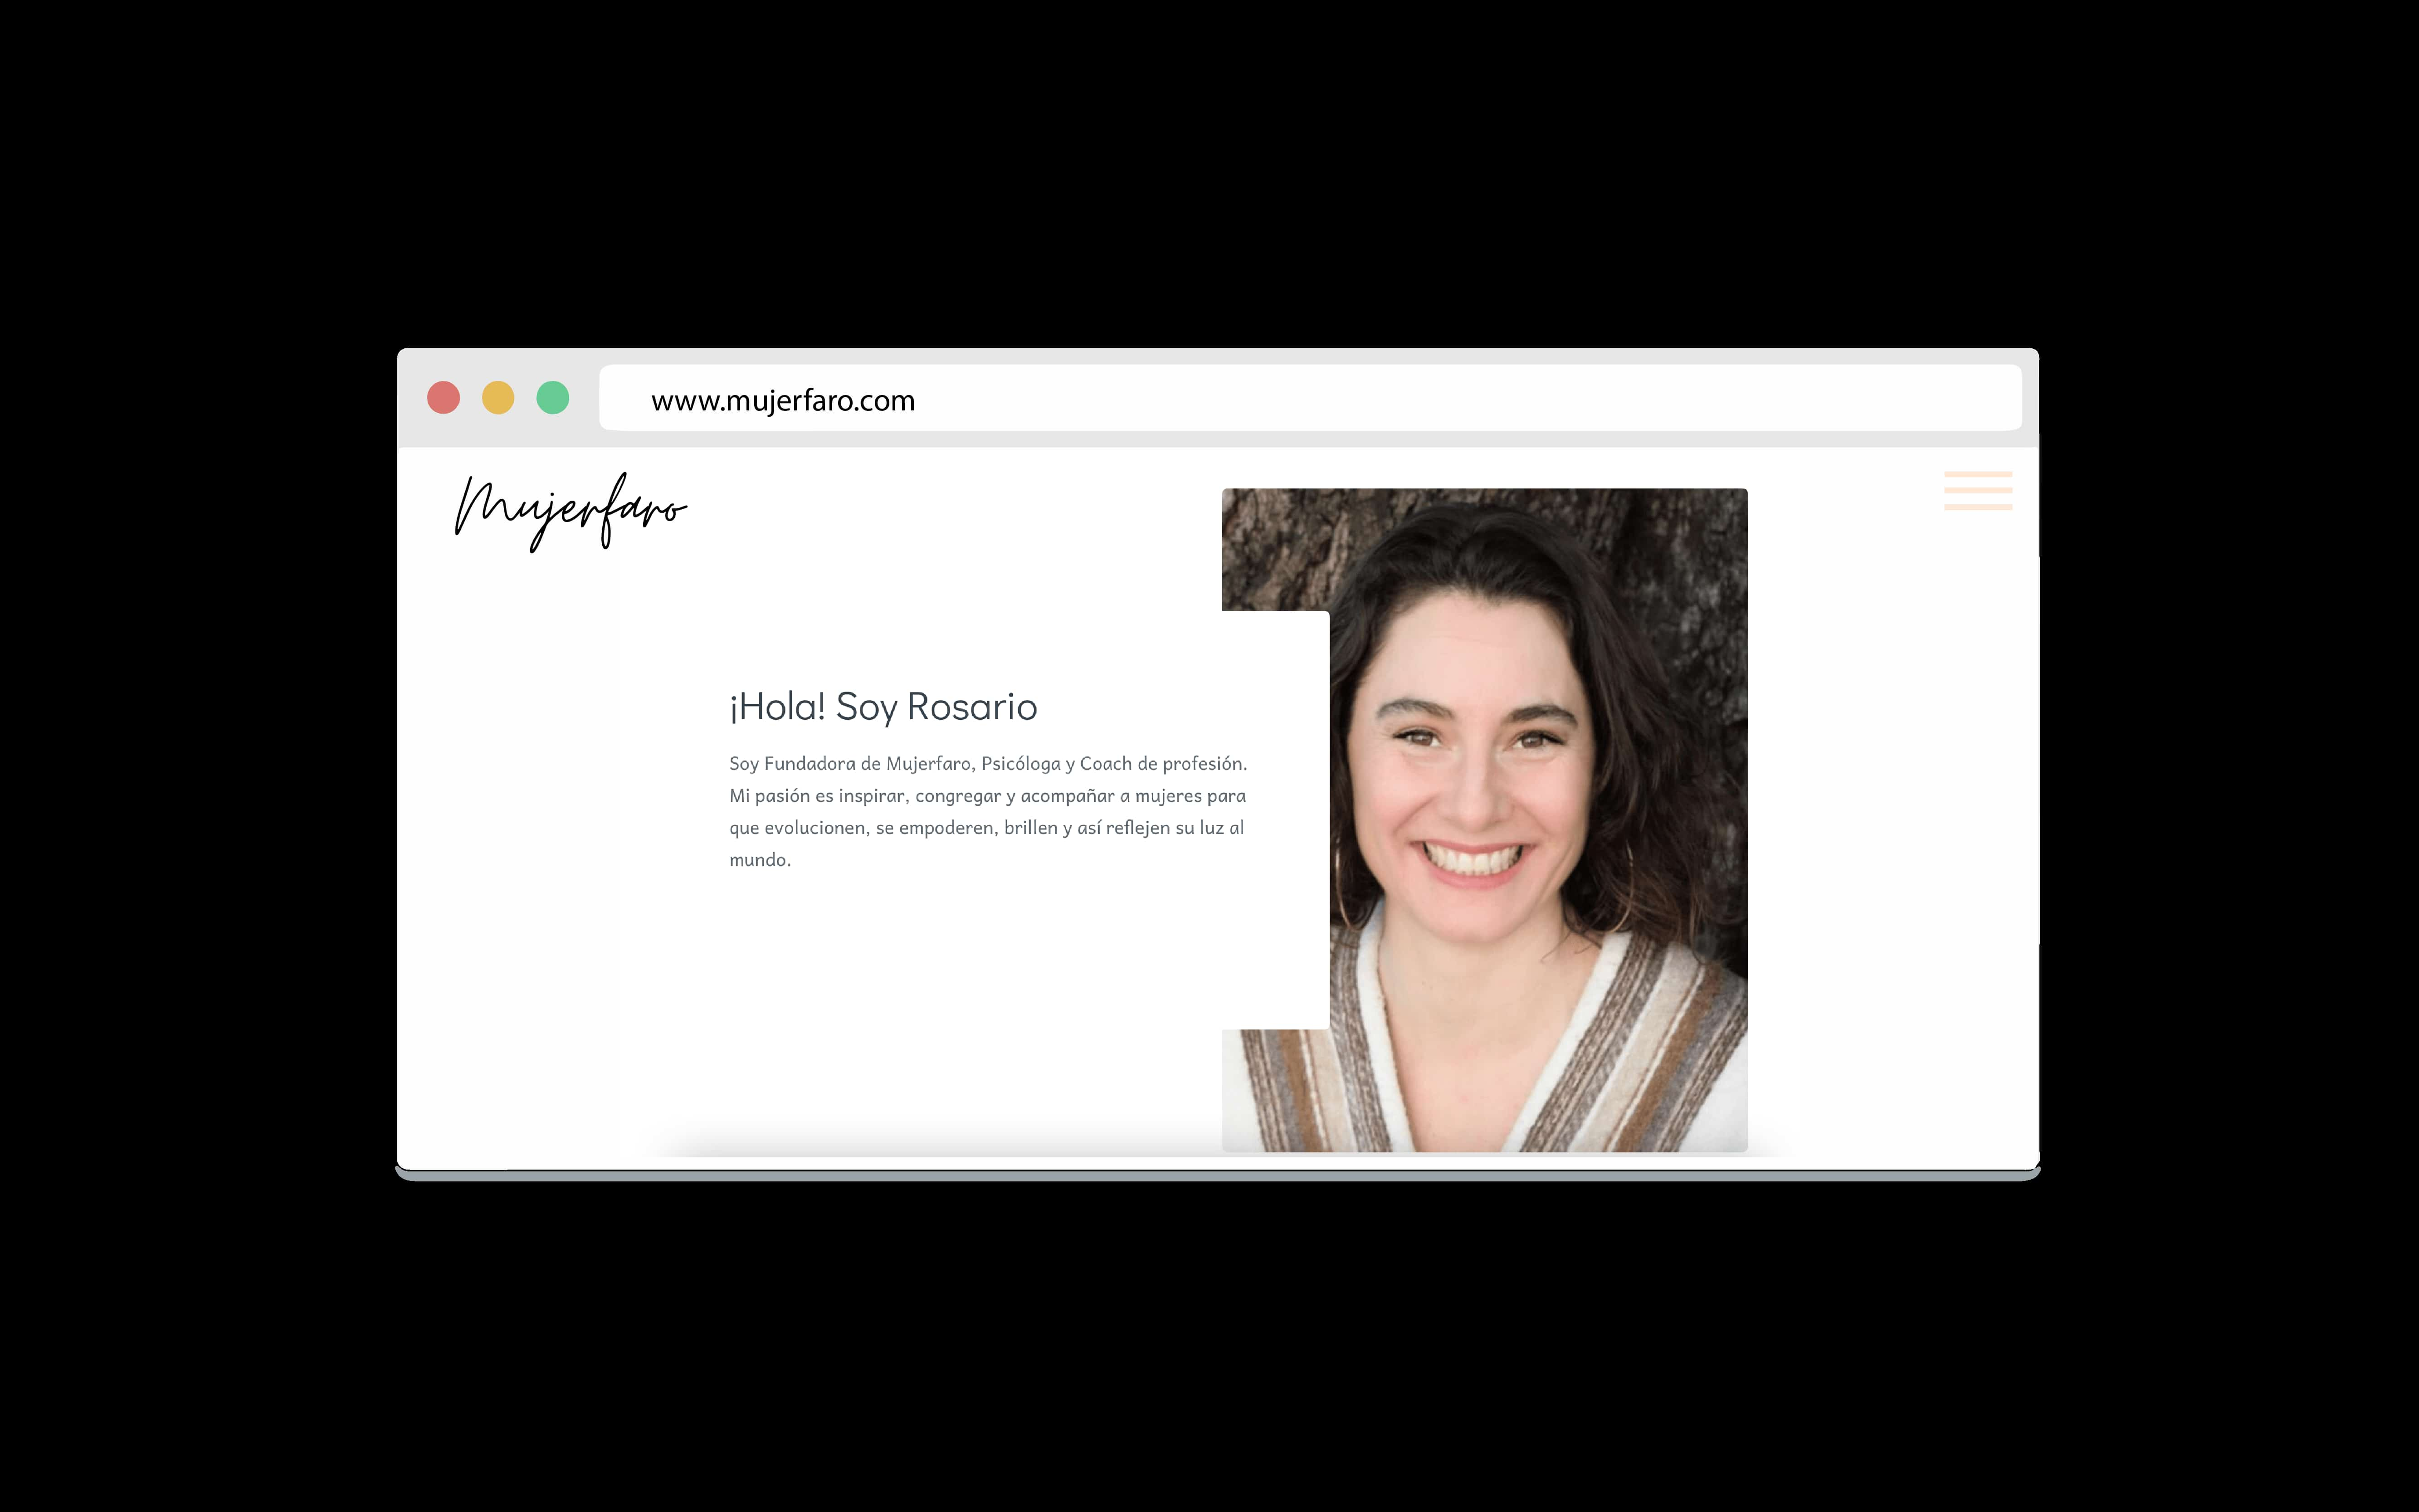 www.mujerfaro.com
Mujerfaro
¡Hola! Soy Rosario
Soy Fundadora de Mujerfaro, Psicóloga y Coach de profesión.
Mi pasión es inspirar, congregar y acompañar a mujeres para
que evolucionen, se empoderen, brillen y así reflejen su luz al
mundo.